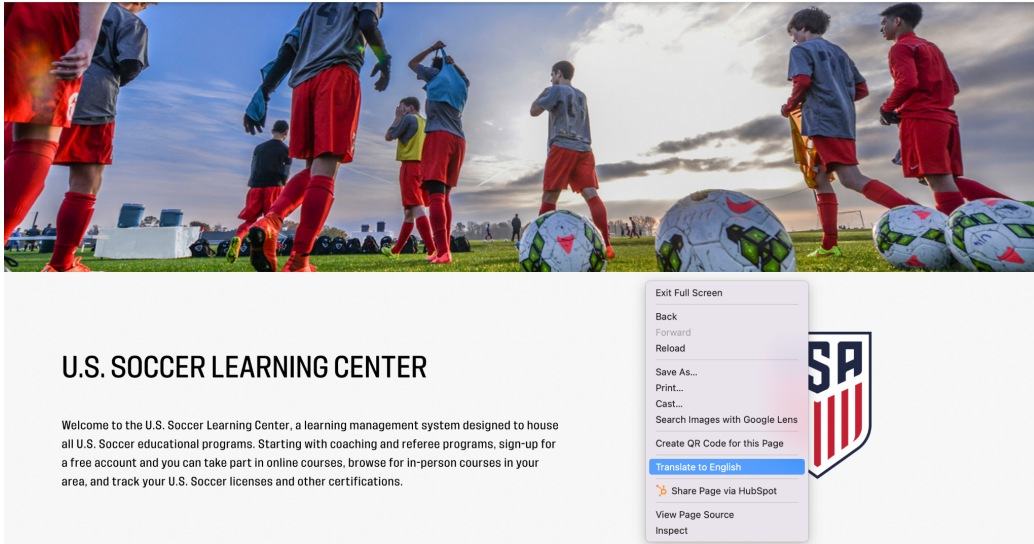 Exit Full Screen
Back
Forward
Reload
Save As...
Print...
Cast...
Search Images with Google Lens
Create QR Code for this Page
Translate to English
Share Page via HubSpot
View Page Source
Inspect
U.S. SOCCER LEARNING CENTER
Welcome to the U.S. Soccer Learning Center, a learning management system designed to house
all U.S. Soccer educational programs. Starting with coaching and referee programs, sign-up for
a free account and you can take part in online courses, browse for in-person courses in your
area, and track your U.S. Soccer licenses and other certifications.
SA